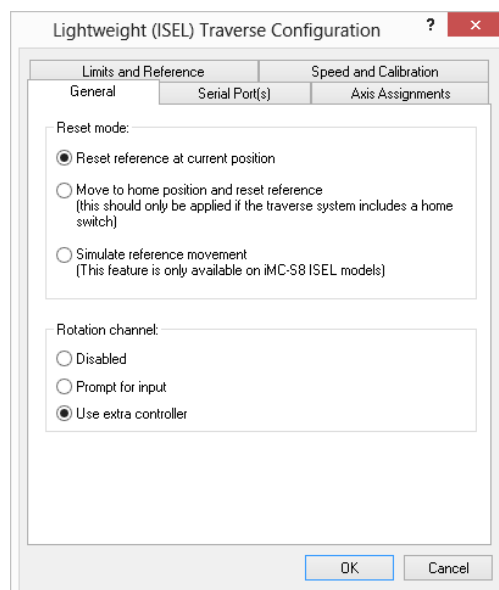 Lightweight (ISEL) Traverse Configuration ? ×
Limits and Reference Speed and Calibration
General Serial Port(s) Axis Assignments
Reset mode:
Reset reference at current position
Move to home position and reset reference
(this should only be applied if the traverse system includes a home
switch)
Simulate reference movement
(This feature is only available on iMC-S8 ISEL models)
Rotation channel:
Disabled
Prompt for input
Use extra controller
OK Cancel